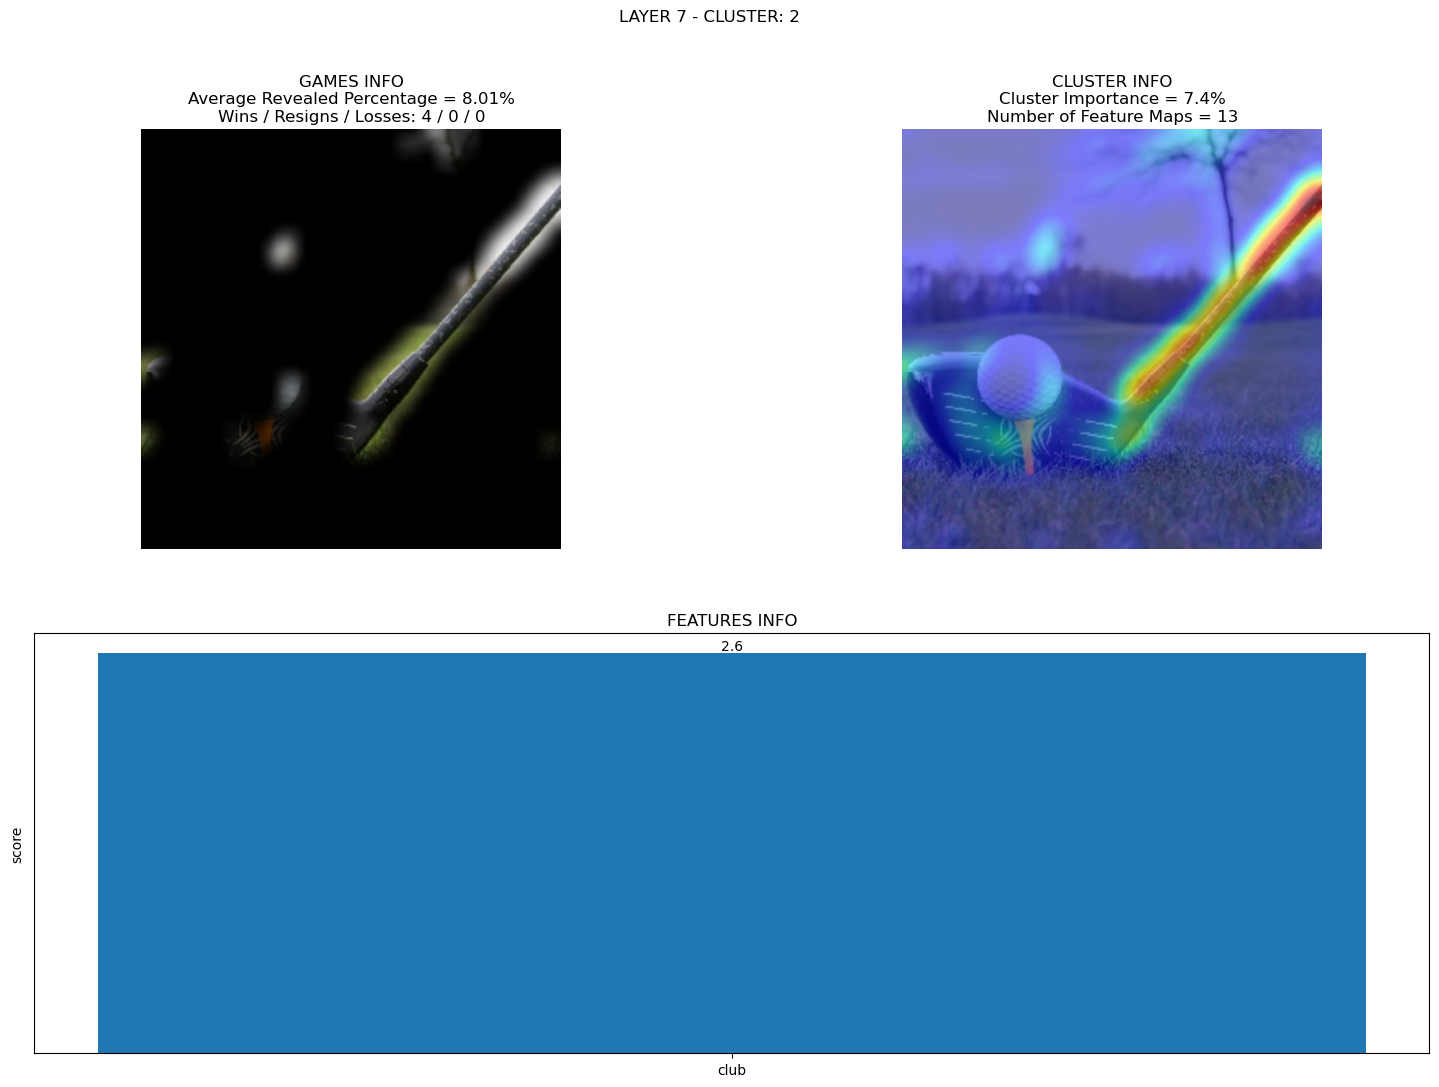 LAYER 7 - CLUSTER: 2
GAMES INFO
Average Revealed Percentage = 8.01%
Wins / Resigns / Losses: 4 / 0 / 0
CLUSTER INFO
Cluster Importance = 7.4%
Number of Feature Maps = 13
FEATURES INFO
2.6
score
club